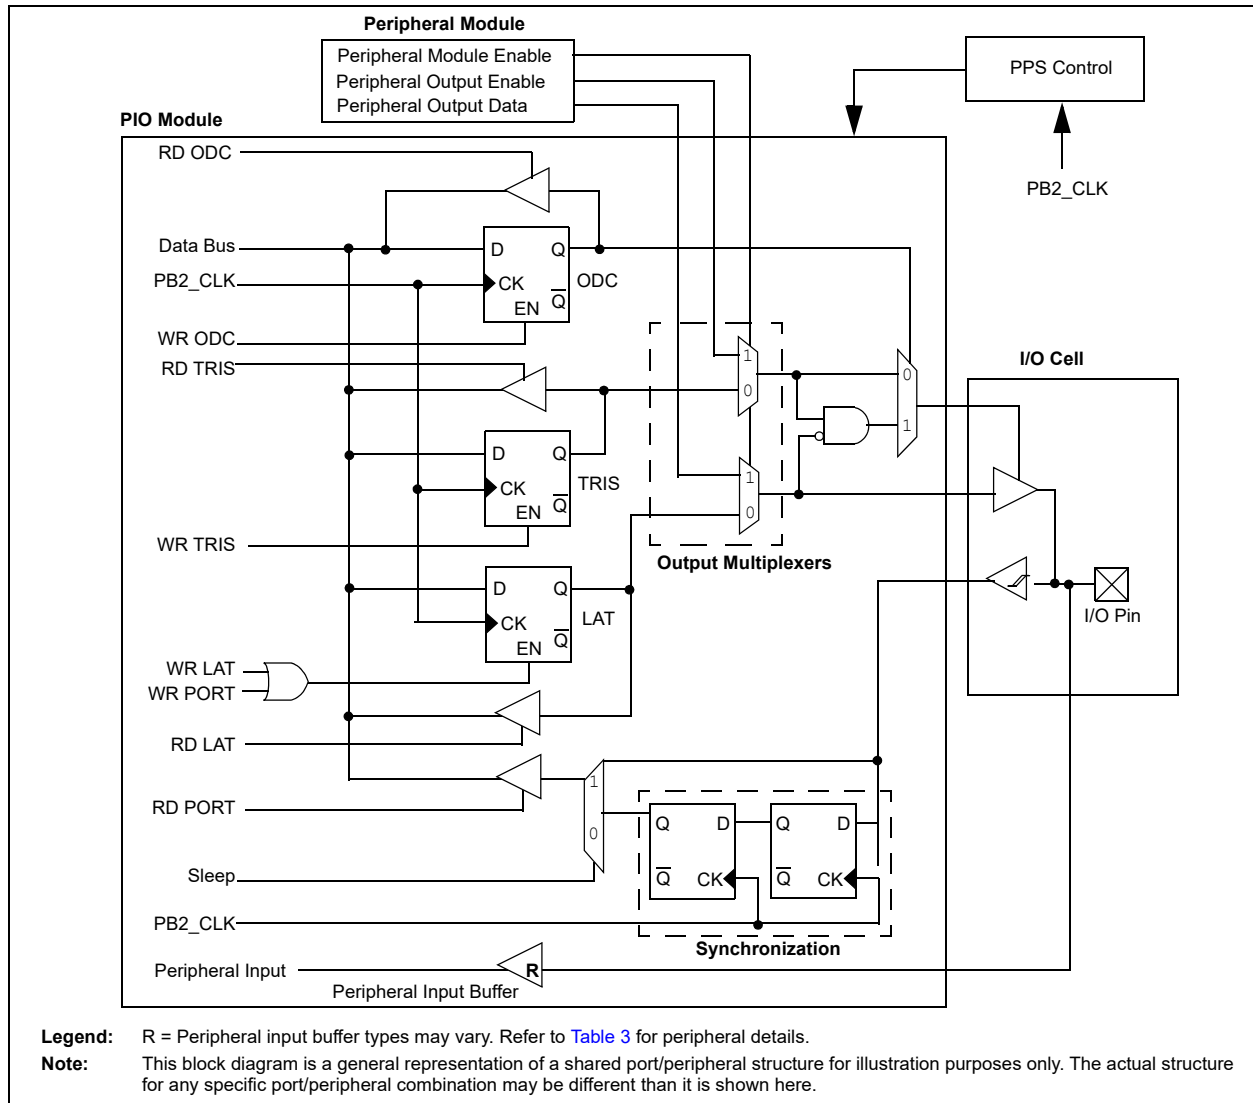 Peripheral Module
Peripheral Module Enable
Peripheral Output Enable
Peripheral Output Data
PPS Control
PB2_CLK
PIO Module
RD ODC
Data Bus
D
Q
PB2_CLK
CK
ODC
Q
EN
WR ODC
RD TRIS
1
0
I/O Cell
0
1
D
Q
CK
TRIS
Q
EN
1
0
WR TRIS
Output Multiplexers
D
Q
CK
LAT
Q
EN
I/O Pin
WR LAT
WR PORT
RD LAT
RD PORT
1
0
Q
D
Q
D
Q
CK
Q
CK
Sleep
PB2_CLK
Synchronization
Peripheral Input
R
Peripheral Input Buffer
Legend: R = Peripheral input buffer types may vary. Refer to Table 3 for peripheral details.
Note: This block diagram is a general representation of a shared port/peripheral structure for illustration purposes only. The actual structure
for any specific port/peripheral combination may be different than it is shown here.